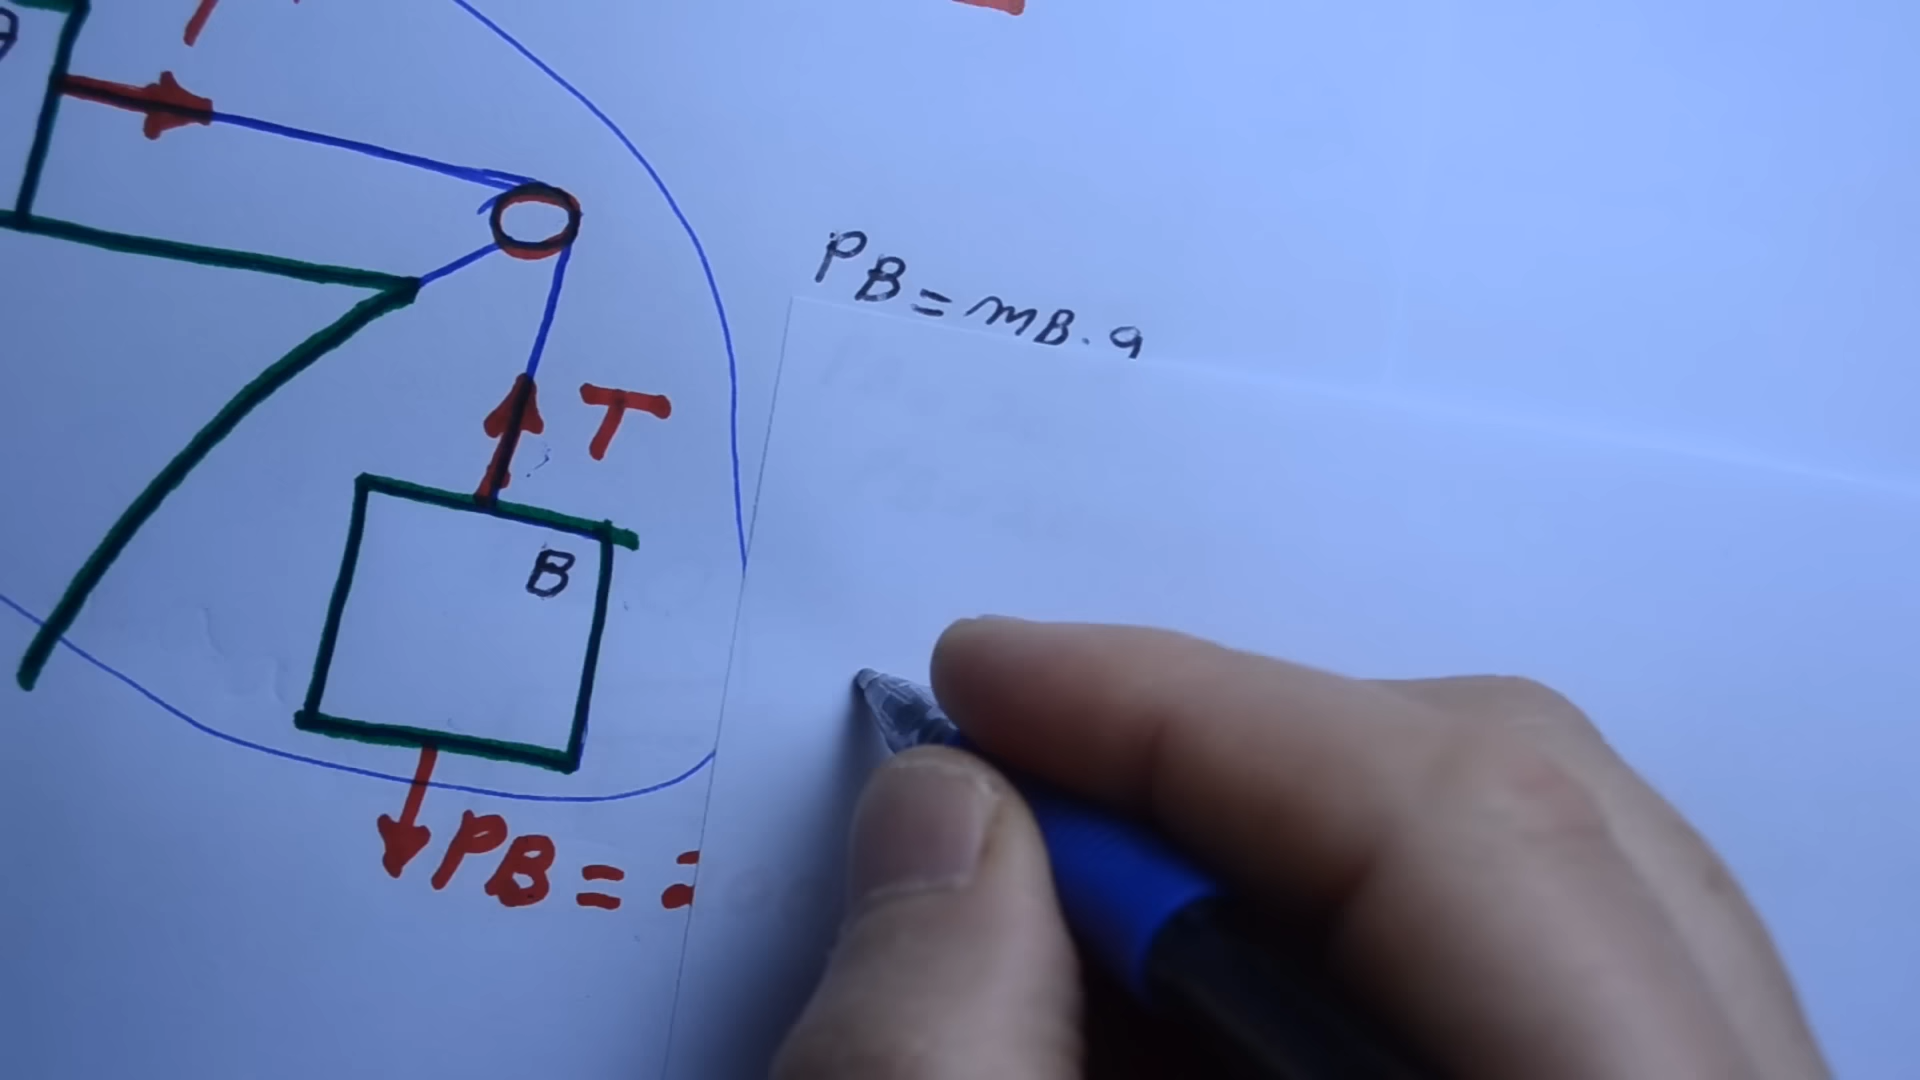 PB = mB. g
T
B
PB =